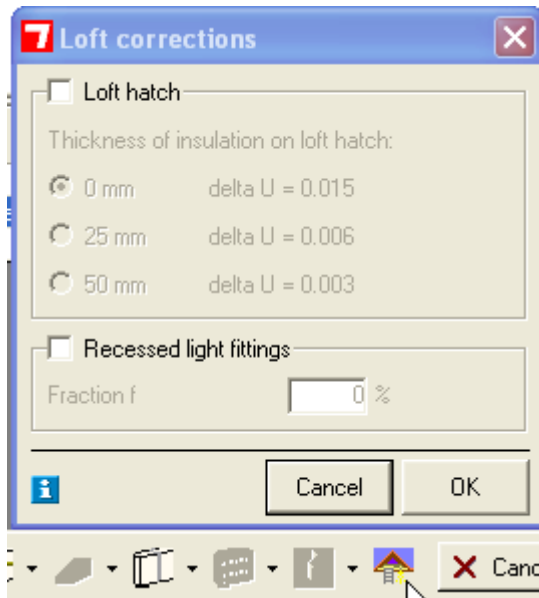 Loft corrections
Loft hatch
Thickness of insulation on loft hatch:
0 mm delta U = 0.015
25 mm delta U = 0.006
50 mm delta U = 0.003
Recessed light fittings
Fraction f 0 %
Cancel OK
Canc